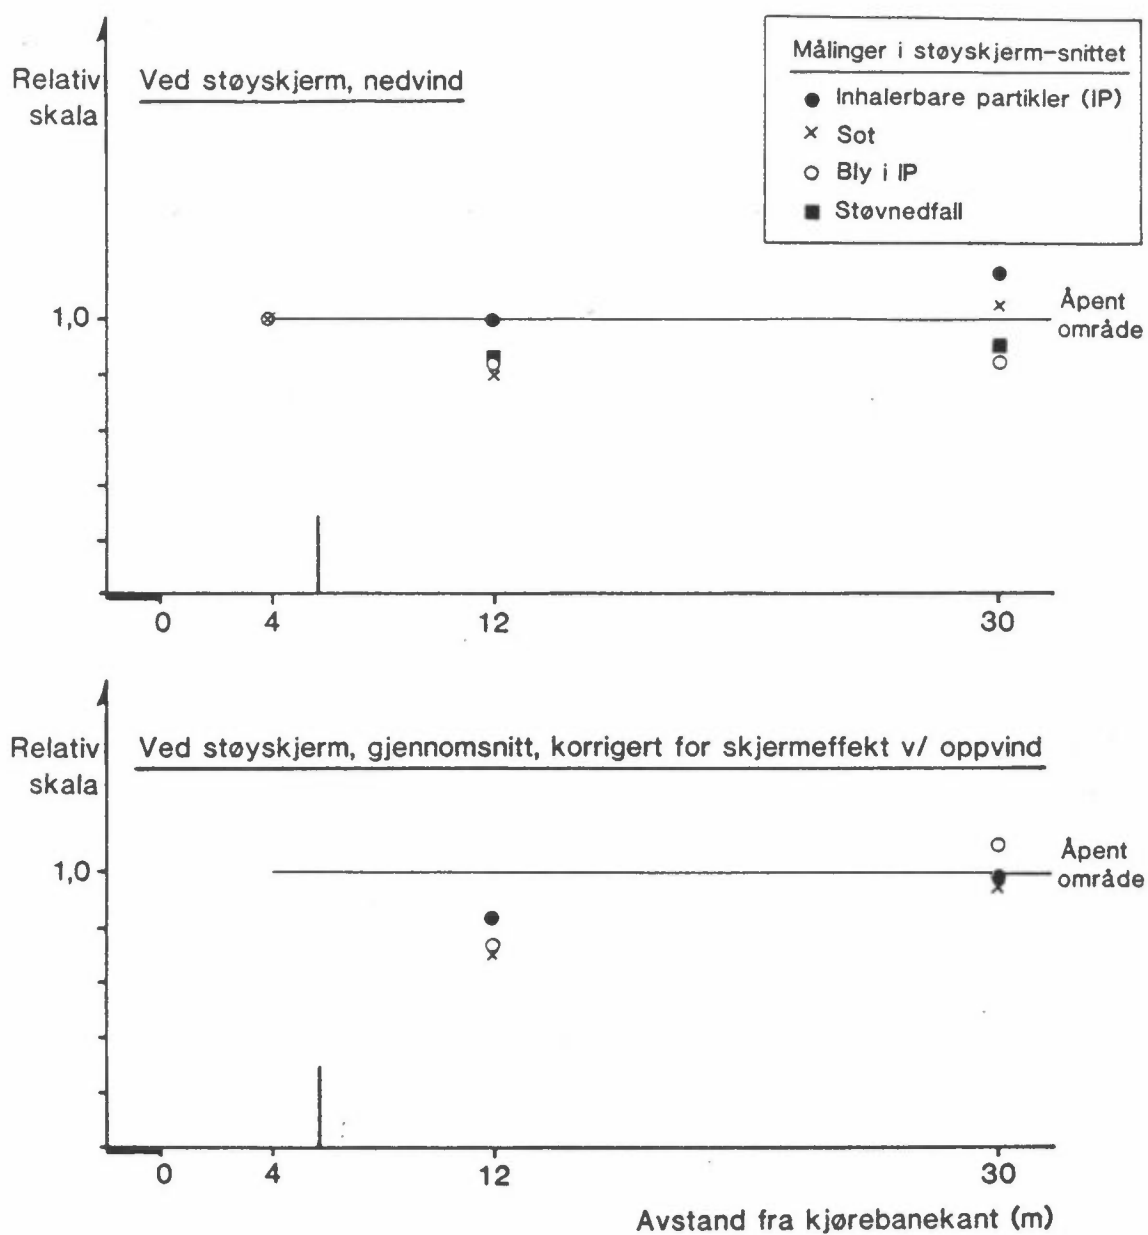 Relativ
skala
Ved støyskjerm, nedvind
Målinger i støyskjerm-snittet
Inhalerbare partikler (IP)
Sot
Bly i IP
Støvnedfall
1,0
Åpent
område
0 4 12 30
Relativ
skala
Ved støyskjerm, gjennomsnitt, korrigert for skjermeffekt v/ oppvind
1,0
Åpent
område
0 4 12 30
Avstand fra kjørebanekant (m)